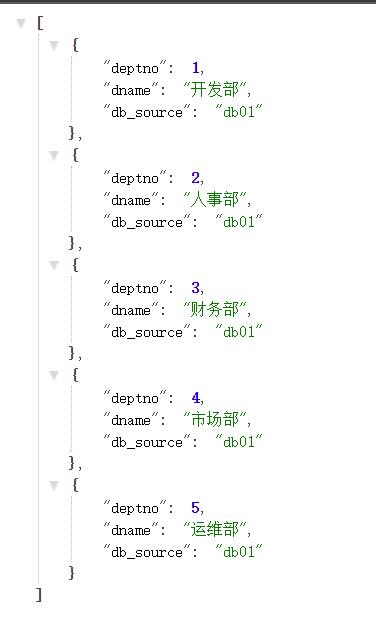 [
{
"deptno": 1,
"dname": "开发部",
"db_source": "db01"
},
{
"deptno": 2,
"dname": "人事部",
"db_source": "db01"
},
{
"deptno": 3,
"dname": "财务部",
"db_source": "db01"
},
{
"deptno": 4,
"dname": "市场部",
"db_source": "db01"
},
{
"deptno": 5,
"dname": "运维部",
"db_source": "db01"
}
]